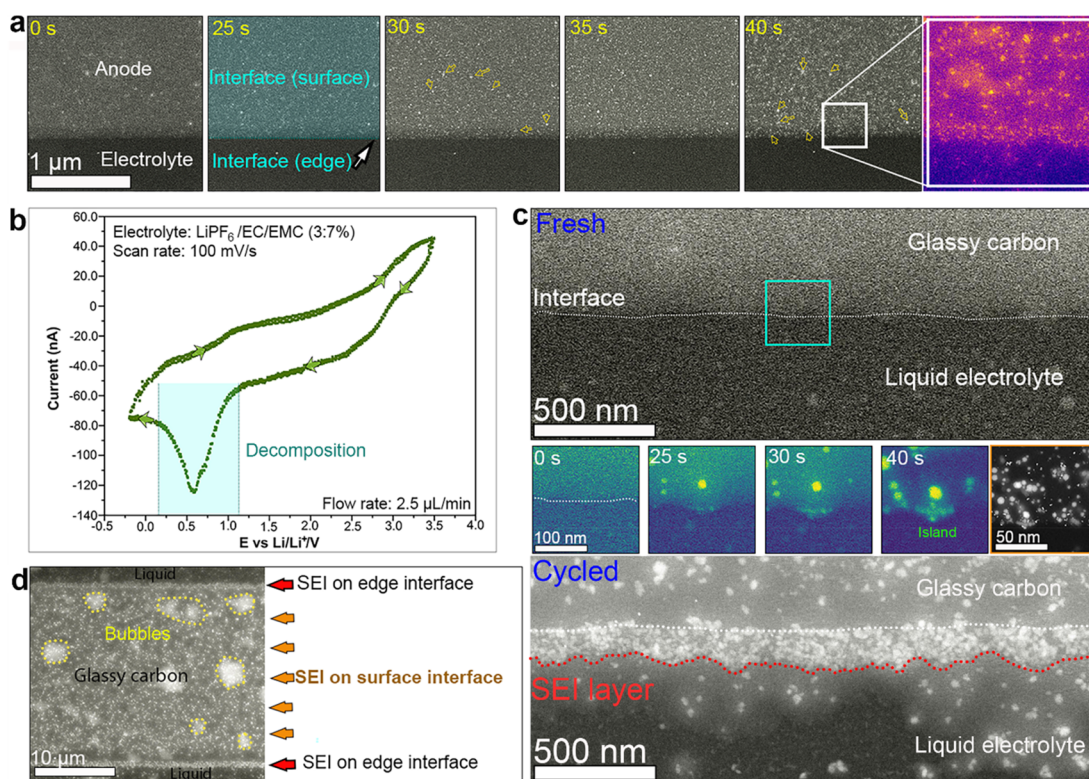 a
0 s
25 s
30 s
35 s
40 s
Anode
Interface (surface)
Electrolyte
Interface (edge)
1 µm
b
Electrolyte: LiPF6/EC/EMC (3:7%)
Scan rate: 100 mV/s
60.0
40.0
20.0
0
-20.0
-40.0
-60.0
-80.0
-100
-120
-140
Current (nA)
Decomposition
Flow rate: 2.5 µL/min
-0.5 0.0 0.5 1.0 1.5 2.0 2.5 3.0 3.5 4.0
E vs Li/Li+/V
c
Fresh
Glassy carbon
Interface
Liquid electrolyte
500 nm
0 s
25 s
30 s
40 s
100 nm
Island
50 nm
Cycled
Glassy carbon
SEI layer
Liquid electrolyte
500 nm
d
Liquid
Bubbles
Glassy carbon
10 µm
Liquid
SEI on edge interface
SEI on surface interface
SEI on edge interface